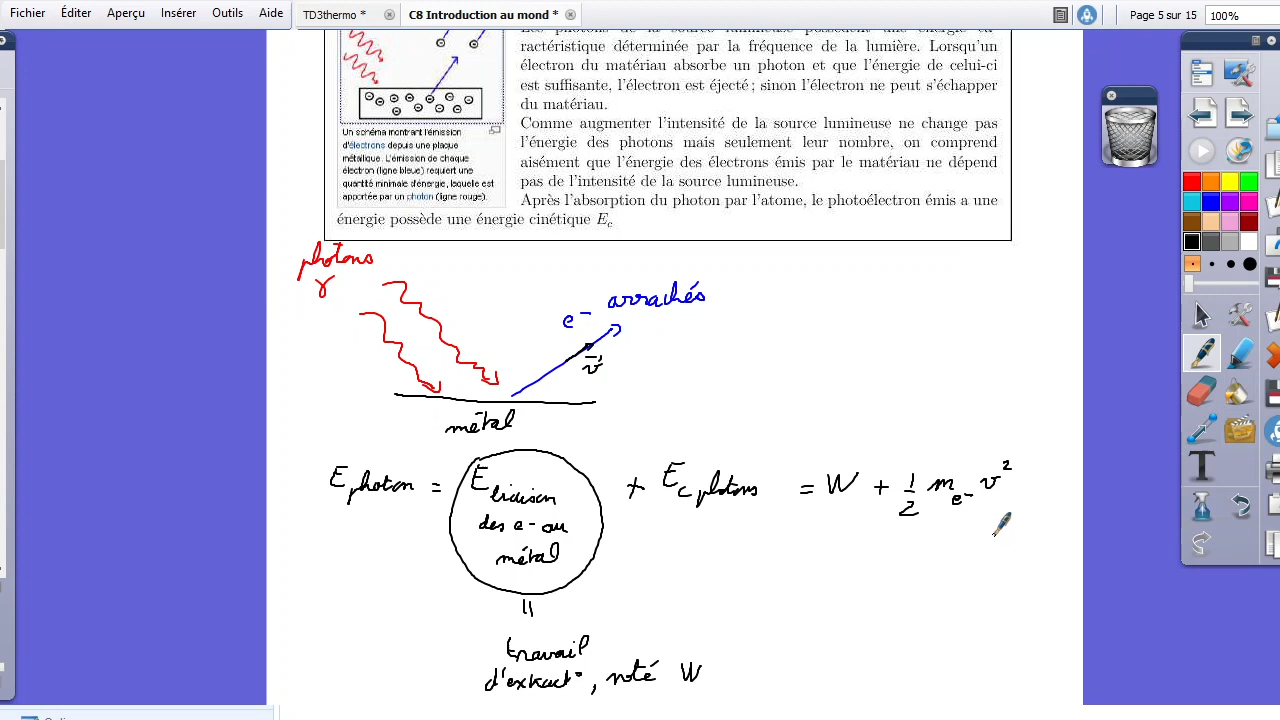 Fichier Éditer Aperçu Insérer Outils Aide
TD3thermo *
C8 Introduction au mond *
Page 5 sur 15
100%
ractéristique déterminée par la fréquence de la lumière. Lorsqu'un
électron du matériau absorbe un photon et que l'énergie de celui-ci
est suffisante, l'électron est éjecté ; sinon l'électron ne peut s'échapper
du matériau.
Comme augmenter l'intensité de la source lumineuse ne change pas
l'énergie des photons mais seulement leur nombre, on comprend
aisément que l'énergie des électrons émis par le matériau ne dépend
pas de l'intensité de la source lumineuse.
Après l'absorption du photon par l'atome, le photoélectron émis a une
énergie possède une énergie cinétique Ec
Un schéma montrant l'émission
d'électrons depuis une plaque
métallique. L'émission de chaque
électron (ligne bleue) requiert une
quantité minimale d'énergie, laquelle est
apportée par un photon (ligne rouge).
photons
γ
e- arrachés
v⃗
métal
E photon = E liaison des e- au métal + E c photons = W + 1/2 m e- v²
=
travail
d'extract°, noté W